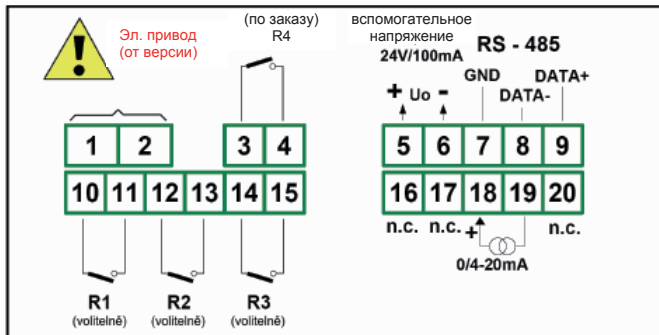 Эл. привод
(от версии)
(по заказу)
R4
вспомогательное
напряжение
24V/100mA
RS - 485
GND
DATA+
+ Uo -
DATA-
1 2 3 4 5 6 7 8 9
10 11 12 13 14 15 16 17 18 19 20
n.c. n.c. + n.c.
0/4-20mA
R1 R2 R3
(volitelně) (volitelně) (volitelně)